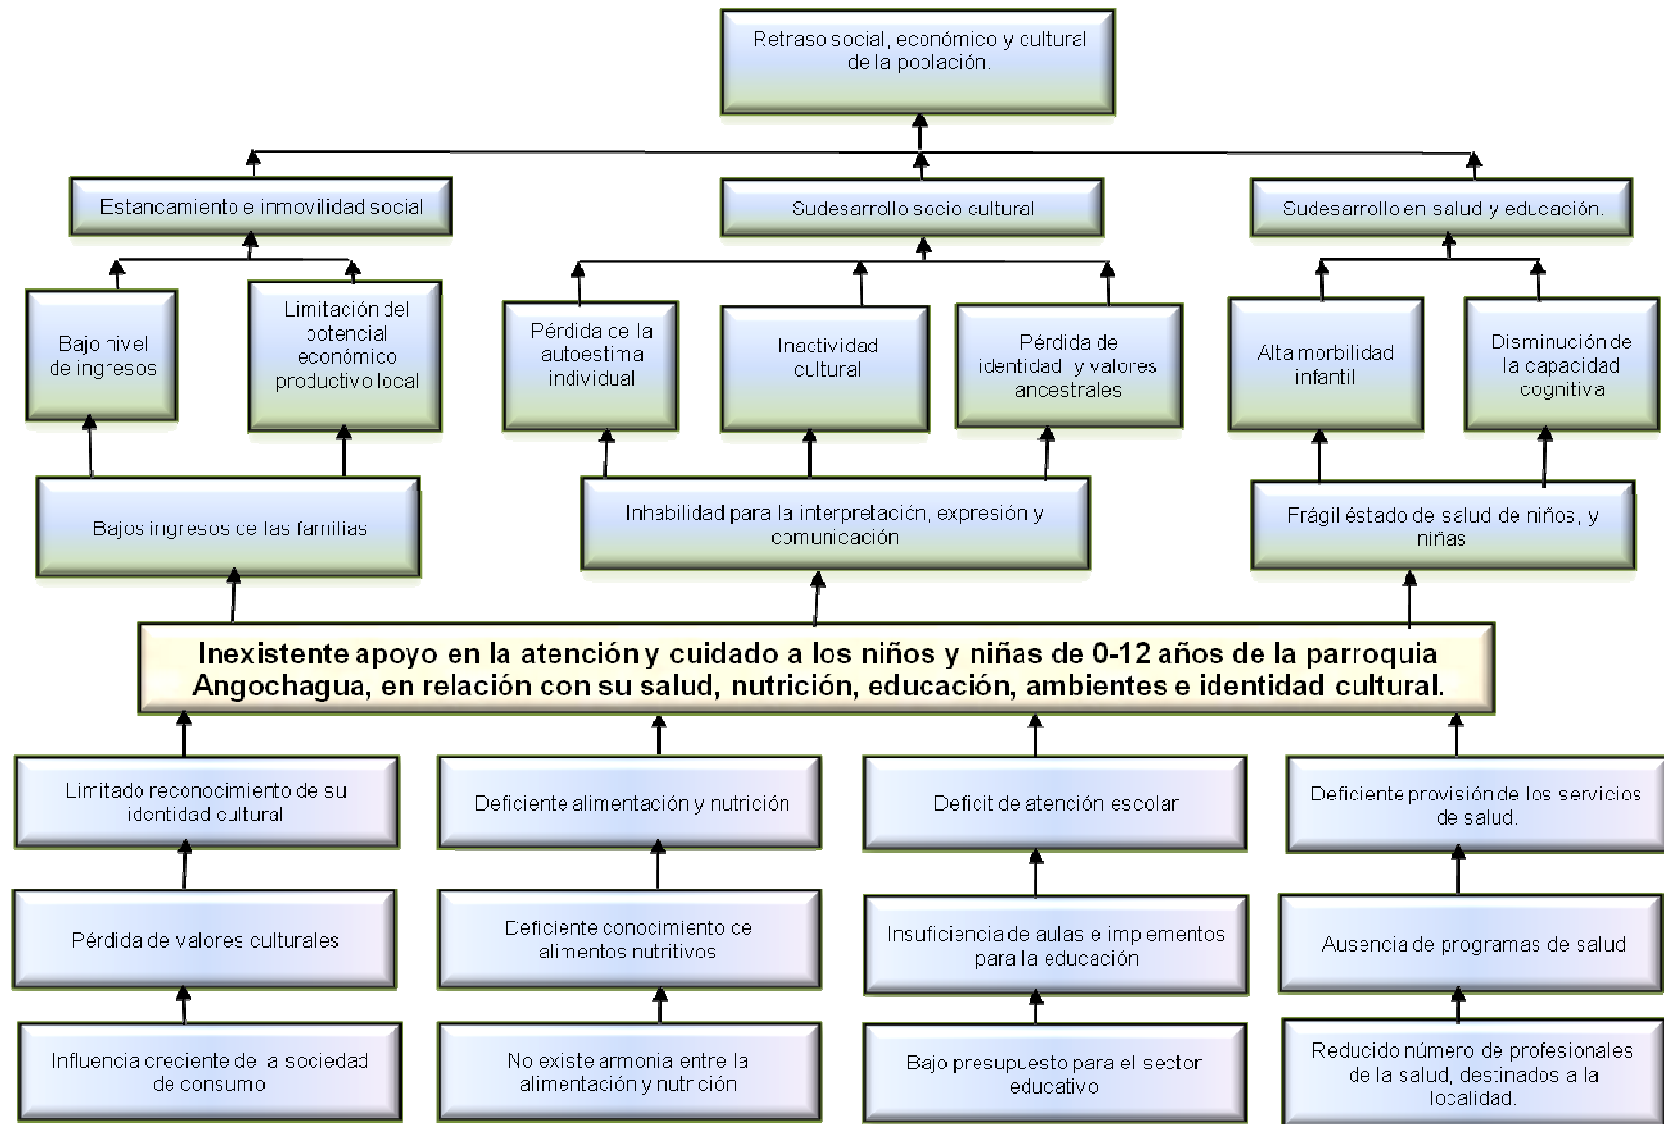 Retraso social, económico y cultural
de la población.
Estancamiento e inmovilidad social
Sudesarrollo socio cultural
Sudesarrollo en salud y educación.
Bajo nivel
de ingresos
Limitación del
potencial
económico
productivo local
Pérdida de la
autoestima
individual
Inactividad
cultural
Pérdida de
identidad y valores
ancestrales
Alta morbilidad
infantil
Disminución de
la capacidad
cognitiva
Bajos ingresos de las familias
Inhabilidad para la interpretación, expresión y
comunicación
Frágil éstado de salud de niños, y
niñas
Inexistente apoyo en la atención y cuidado a los niños y niñas de 0-12 años de la parroquia
Angochagua, en relación con su salud, nutrición, educación, ambientes e identidad cultural.
Limitado reconocimiento de su
identidad cultural
Deficiente alimentación y nutrición
Deficit de atención escolar
Deficiente provisión de los servicios
de salud.
Pérdida de valores culturales
Deficiente conocimiento de
alimentos nutritivos
Insuficiencia de aulas e implementos
para la educación
Ausencia de programas de salud
Influencia creciente de la sociedad
de consumo
No existe armonia entre la
alimentación y nutrición
Bajo presupuesto para el sector
educativo
Reducido número de profesionales
de la salud, destinados a la
localidad.